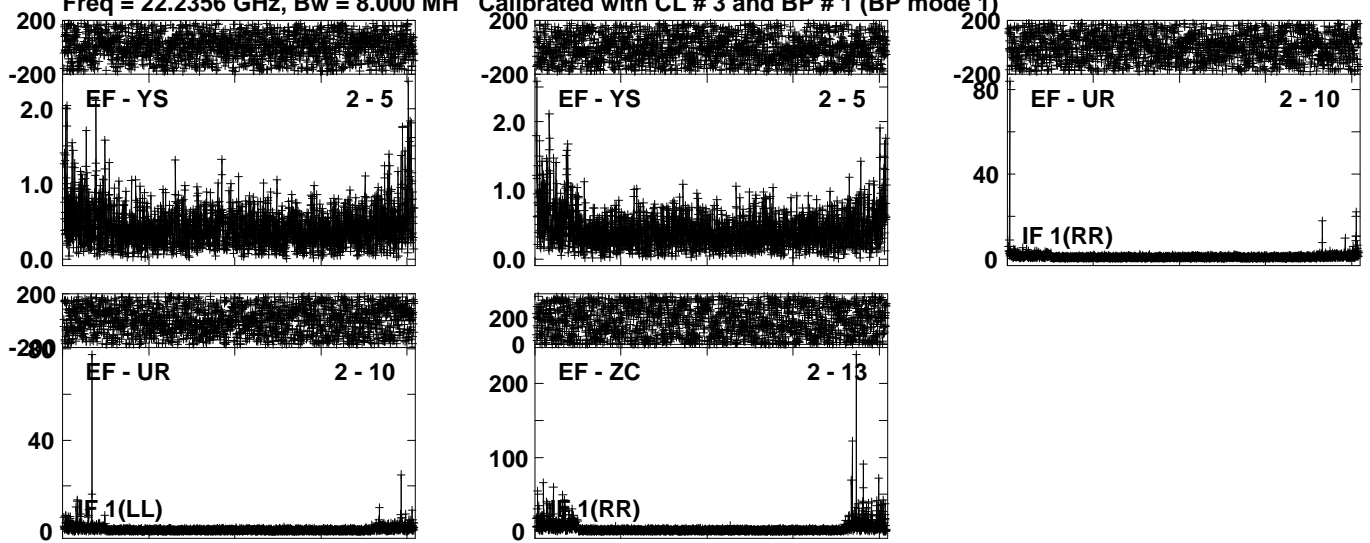 Freq = 22.2356 GHz, Bw = 8.000 MH Calibrated with CL # 3 and BP # 1 (BP mode 1)
200
-200
EF - YS 2 - 5
2.0
1.0
0.0
EF - YS 2 - 5
2.0
1.0
0.0
200
-200
EF - UR 2 - 10
80
40
IF 1(RR)
0
200
-200
80
EF - UR 2 - 10
40
IF 1(LL)
0
200
0
EF - ZC 2 - 13
200
100
IF 1(RR)
0
200
-200